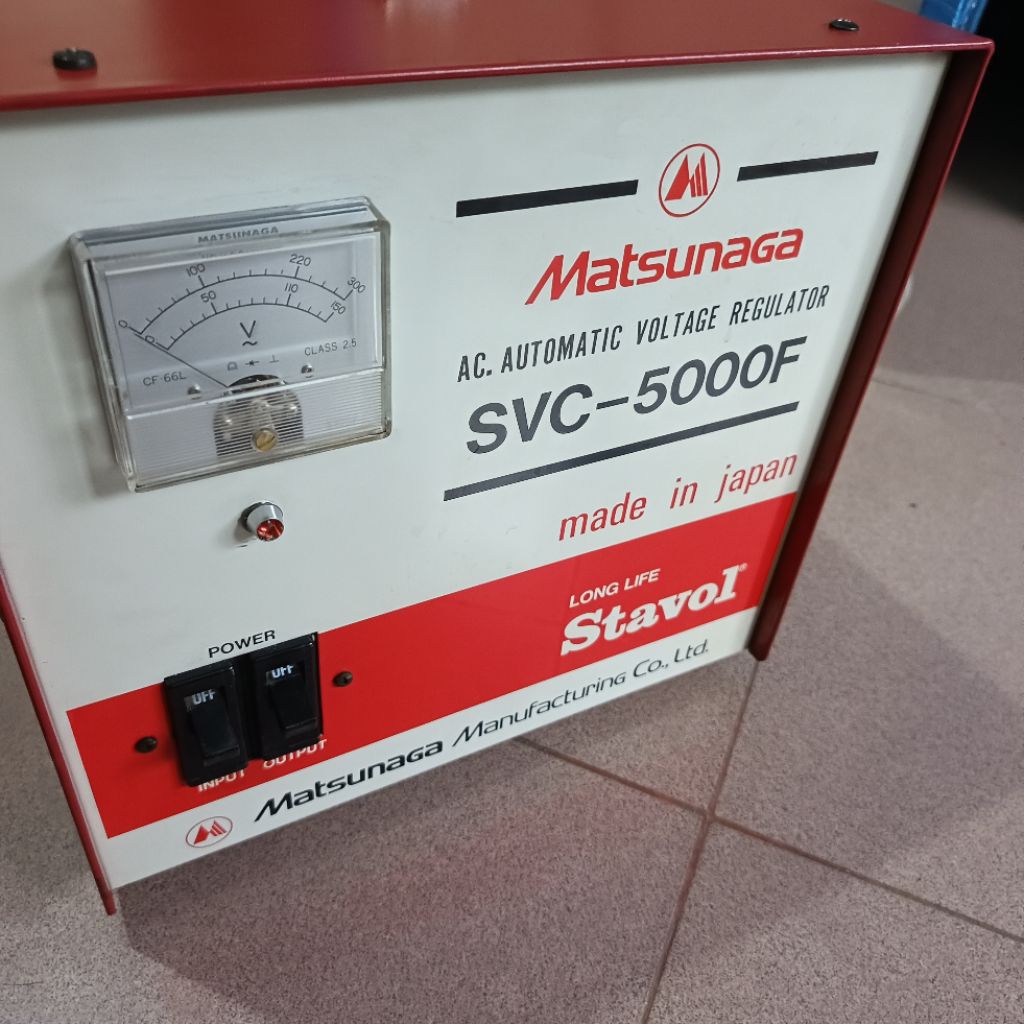 MATSUNAGA
0 100 220 300
0 50 110 150
V
CF-66L
CLASS 2.5
Matsunaga
AC. AUTOMATIC VOLTAGE REGULATOR
SVC-5000F
made in japan
LONG LIFE
Stavol®
POWER
OFF OFF
INPUT OUTPUT
Matsunaga Manufacturing Co., Ltd.